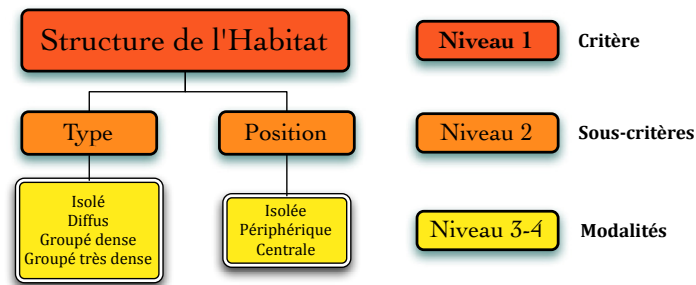 Structure de l'Habitat
Niveau 1
Critère
Type
Position
Niveau 2
Sous-critères
Isolé
Diffus
Groupé dense
Groupé très dense
Isolée
Périphérique
Centrale
Niveau 3-4
Modalités